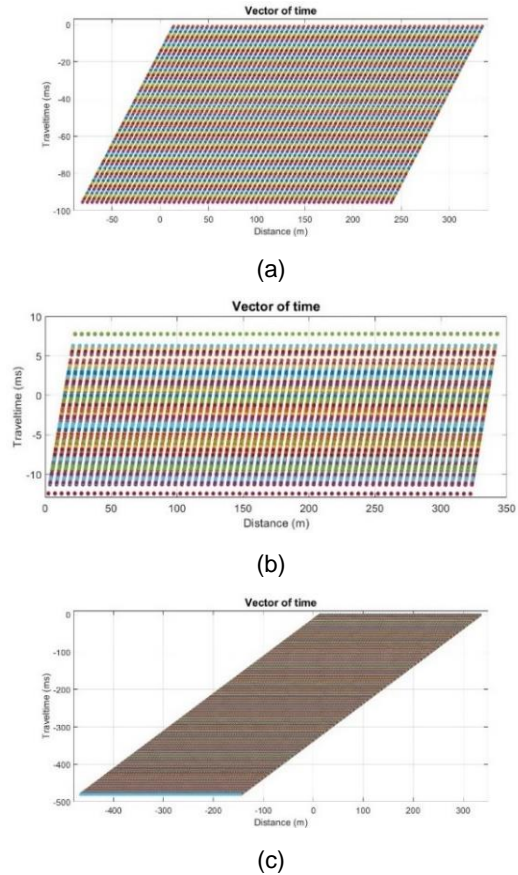 Vector of time
0
-20
-40
-60
-80
-100
Traveltime (ms)
-50 0 50 100 150 200 250 300
Distance (m)
(a)
Vector of time
10
5
0
-5
-10
Traveltime (ms)
0 50 100 150 200 250 300 350
Distance (m)
(b)
Vector of time
0
-100
-200
-300
-400
-500
Traveltime (ms)
-400 -300 -200 -100 0 100 200 300
Distance (m)
(c)